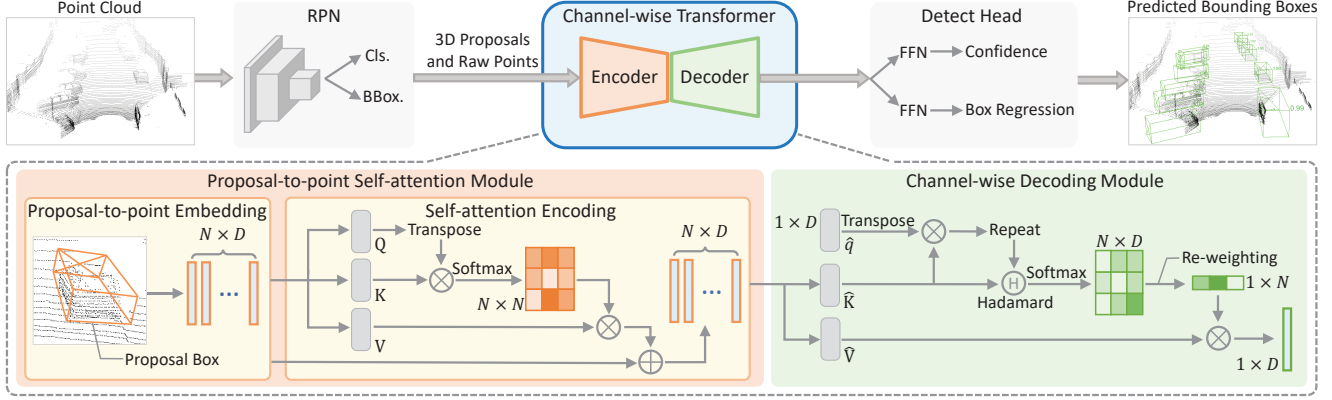 Point Cloud
RPN
Cls.
BBox.
3D Proposals
and Raw Points
Channel-wise Transformer
Encoder
Decoder
Detect Head
FFN
Confidence
FFN
Box Regression
Predicted Bounding Boxes
0.99
Proposal-to-point Self-attention Module
Proposal-to-point Embedding
N × D
...
Proposal Box
Self-attention Encoding
Q
Transpose
K
Softmax
N × N
V
N × D
...
Channel-wise Decoding Module
1 × D
Transpose
q̂
Repeat
K̂
H
Softmax
Hadamard
N × D
Re-weighting
1 × N
V̂
1 × D